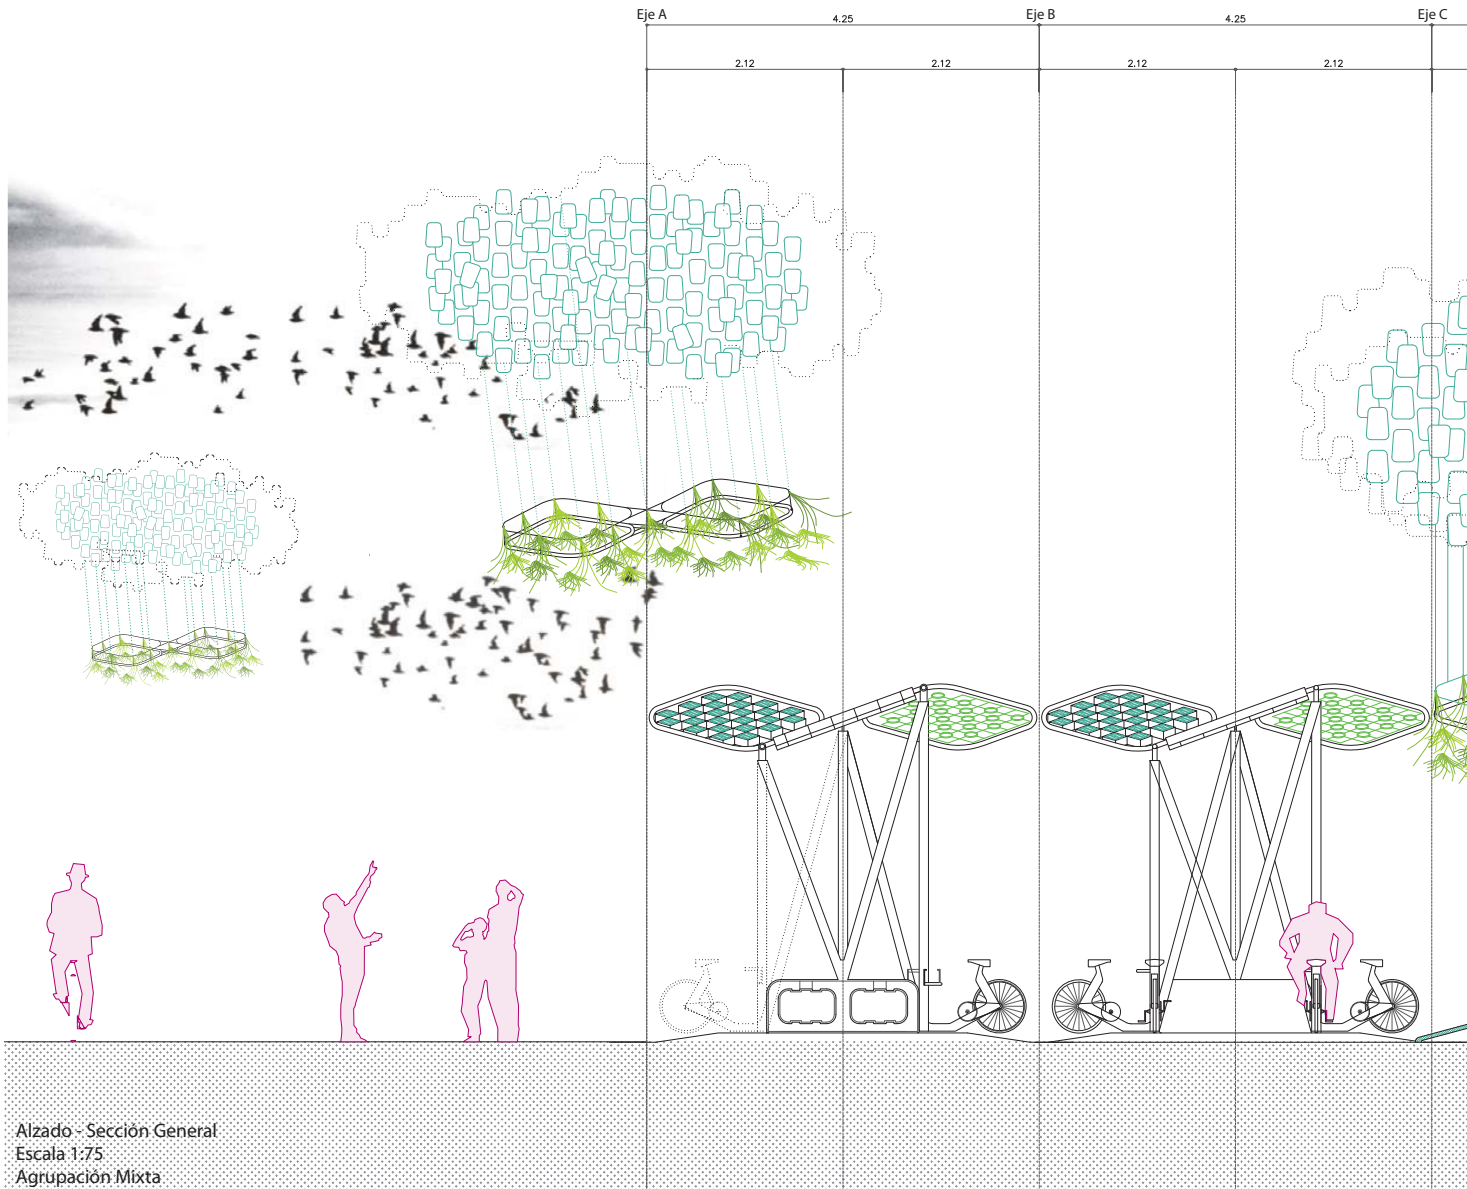 Eje A
4.25
Eje B
4.25
Eje C
2.12
2.12
2.12
2.12
Alzado - Sección General
Escala 1:75
Agrupación Mixta